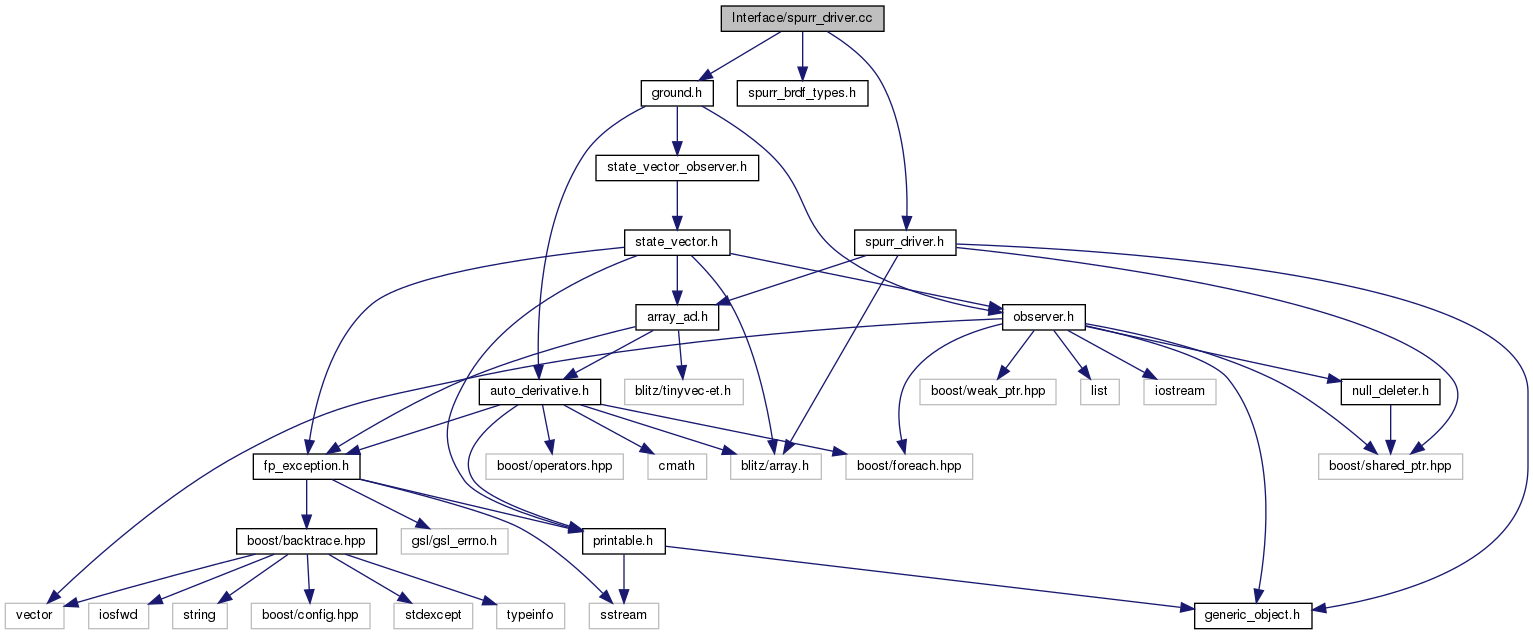 Interface/spurr_driver.cc
ground.h
spurr_brdf_types.h
state_vector_observer.h
state_vector.h
spurr_driver.h
array_ad.h
observer.h
auto_derivative.h
blitz/tinyvec-et.h
boost/weak_ptr.hpp
list
iostream
null_deleter.h
fp_exception.h
boost/operators.hpp
cmath
blitz/array.h
boost/foreach.hpp
boost/shared_ptr.hpp
boost/backtrace.hpp
gsl/gsl_errno.h
printable.h
vector
iosfwd
string
boost/config.hpp
stdexcept
typeinfo
sstream
generic_object.h